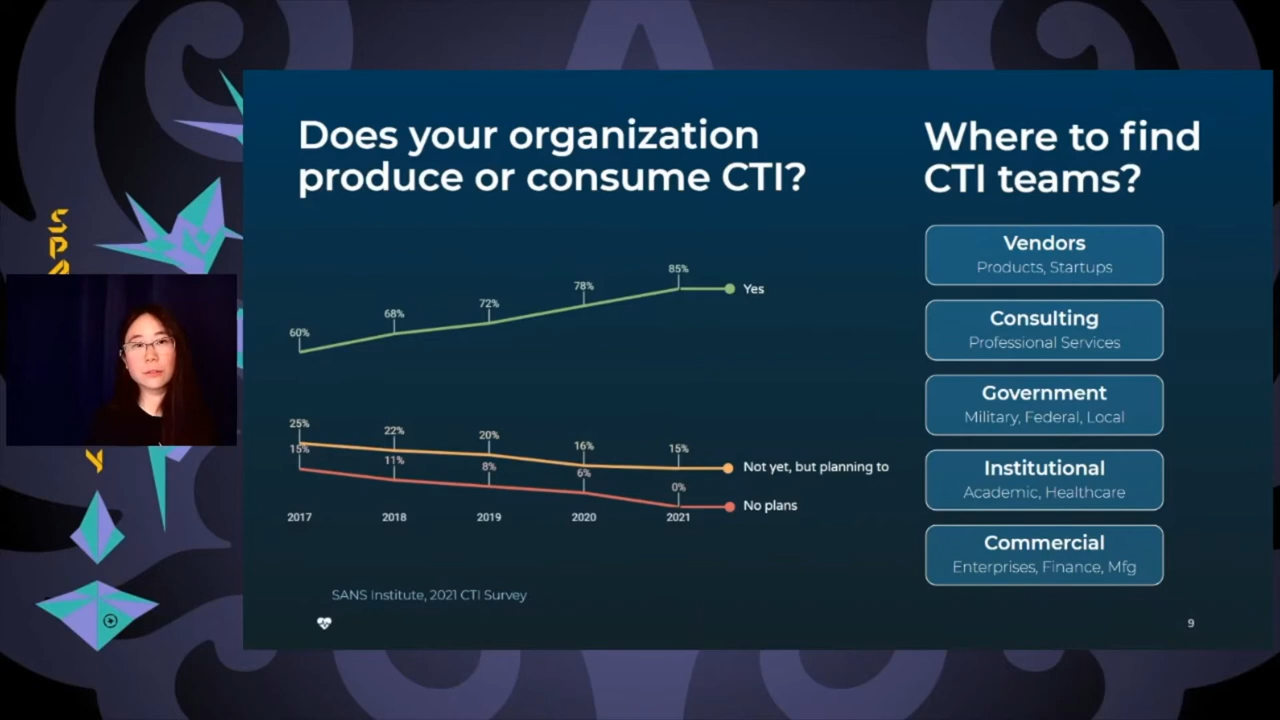 Does your organization
produce or consume CTI?
Where to find
CTI teams?
85%
78%
72%
68%
60%
Yes
25%
22%
20%
16%
15%
15%
11%
8%
6%
0%
Not yet, but planning to
No plans
2017
2018
2019
2020
2021
Vendors
Products, Startups
Consulting
Professional Services
Government
Military, Federal, Local
Institutional
Academic, Healthcare
Commercial
Enterprises, Finance, Mfg
SANS Institute, 2021 CTI Survey
9